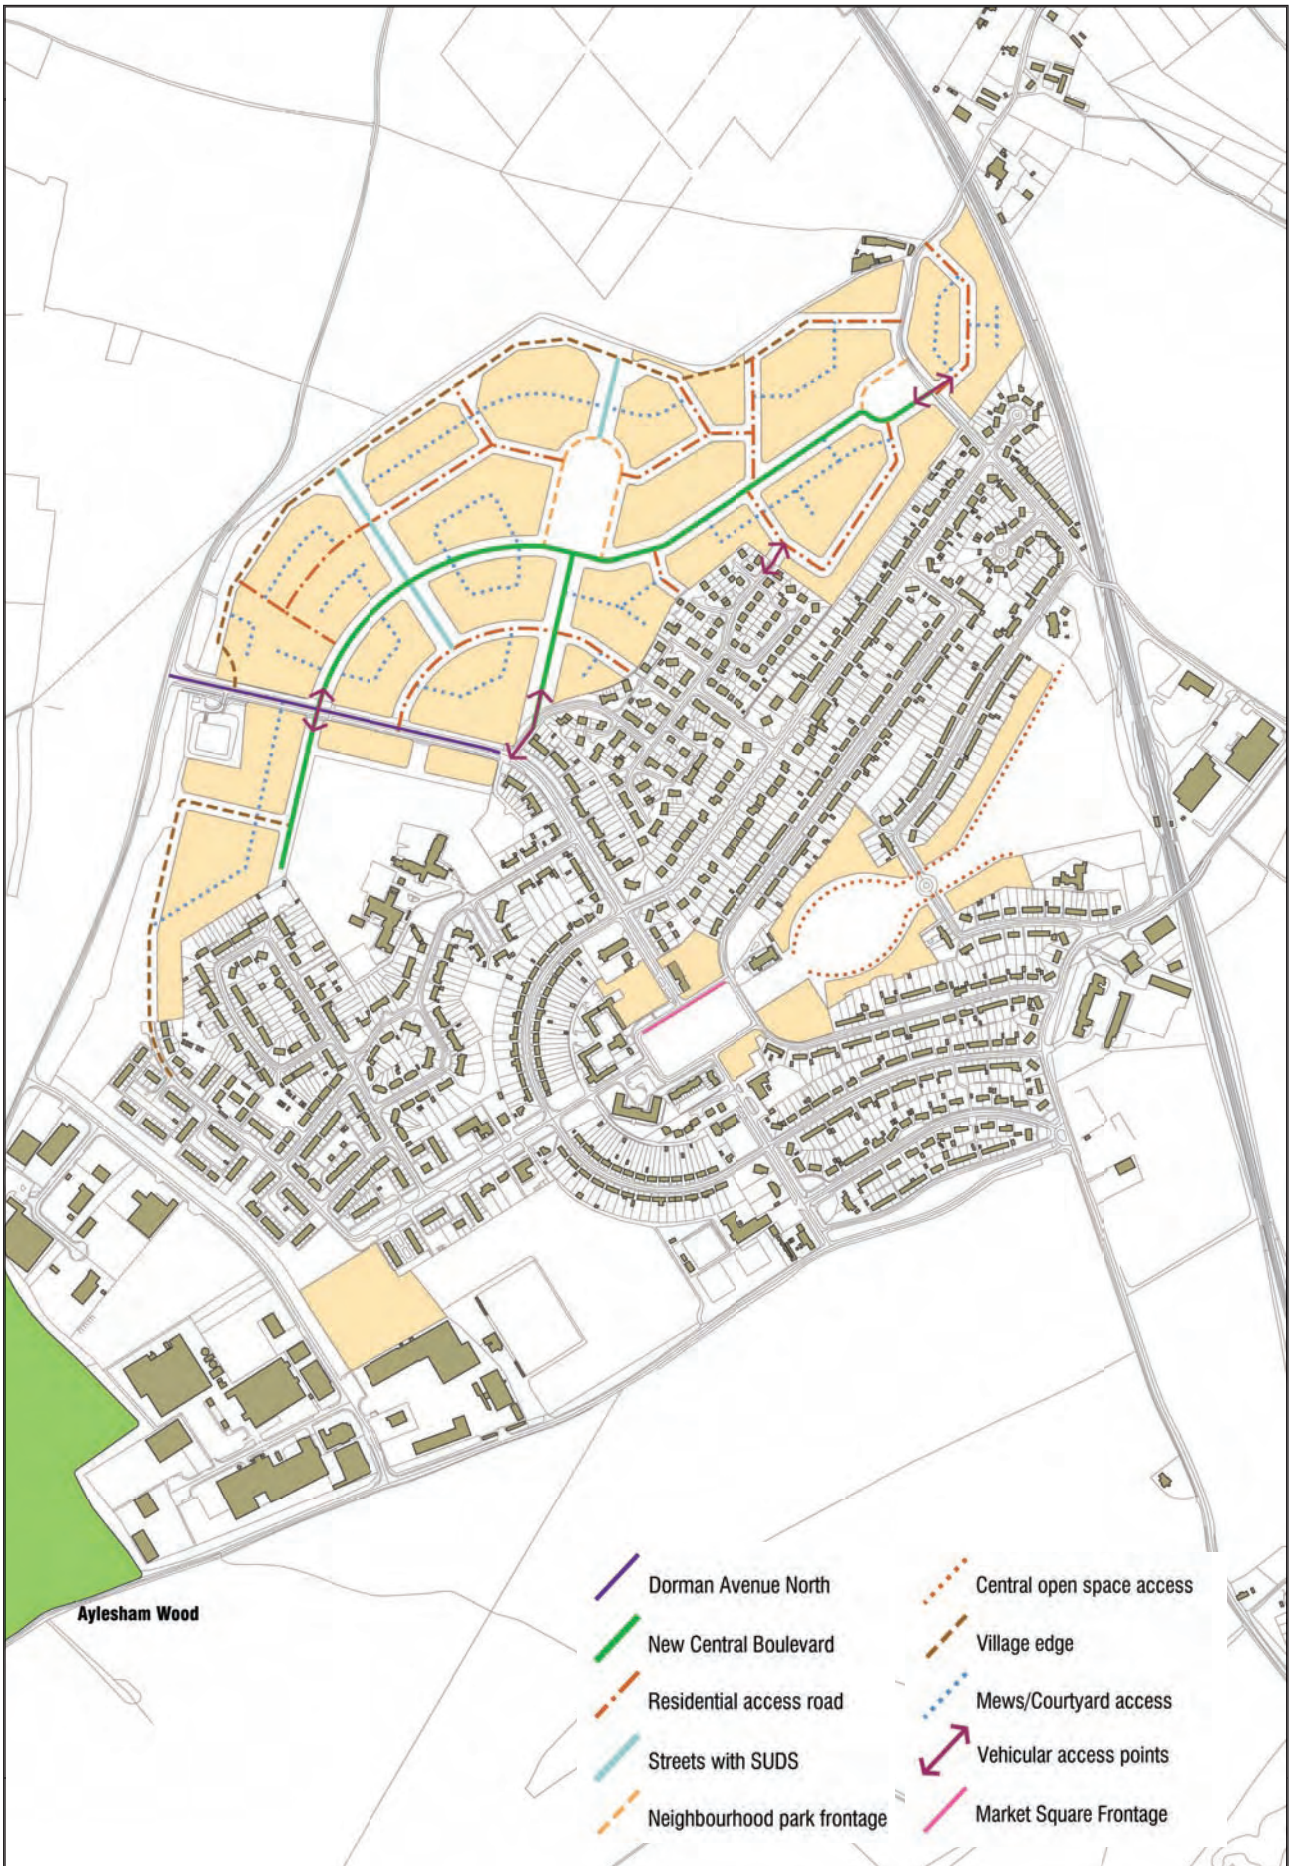 Aylesham Wood
Dorman Avenue North
New Central Boulevard
Residential access road
Streets with SUDS
Neighbourhood park frontage
Central open space access
Village edge
Mews/Courtyard access
Vehicular access points
Market Square Frontage